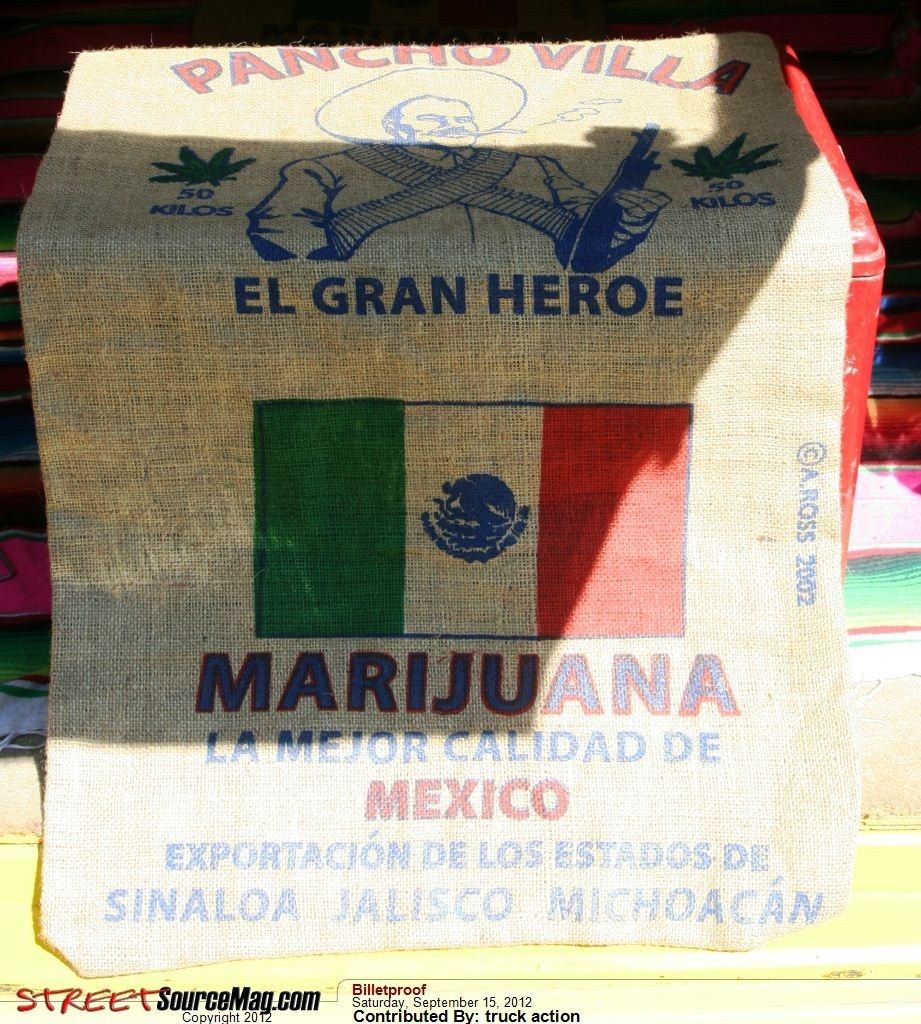 PANCHO VILLA
50
KILOS
50
KILOS
EL GRAN HEROE
©A.ROSS 2002
MARIJUANA
LA MEJOR CALIDAD DE
MEXICO
EXPORTACIÓN DE LOS ESTADOS DE
SINALOA JALISCO MICHOACÁN
STREETSourceMag.com
Copyright 2012
Billetproof
Saturday, September 15, 2012
Contributed By: truck action